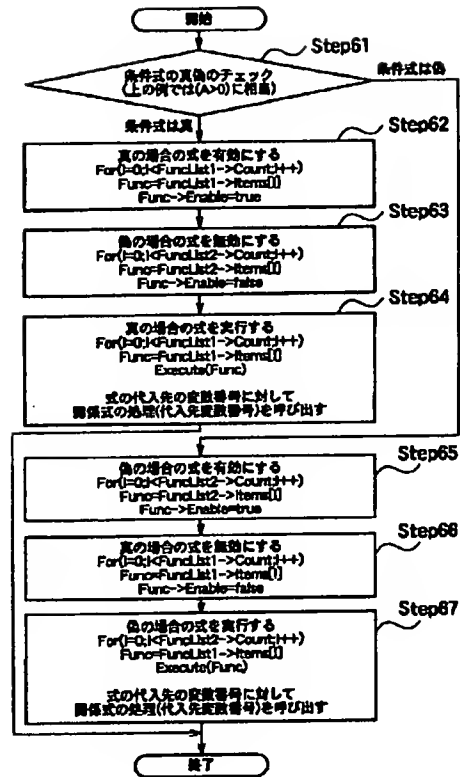 開始
Step61
条件式の真偽のチェック
(上の例では(A>0)に相当)
条件式は偽
条件式は真
Step62
真の場合の式を有効にする
For(i=0;i<FuncList1->Count;i++)
Func=FuncList1->Items[i]
Func->Enable=true
Step63
偽の場合の式を無効にする
For(i=0;i<FuncList2->Count;i++)
Func=FuncList2->Items[i]
Func->Enable=false
Step64
真の場合の式を実行する
For(i=0;i<FuncList1->Count;i++)
Func=FuncList1->Items[i]
Execute(Func)
式の代入先の変数番号に対して
関係式の処理(代入先変数番号)を呼び出す
Step65
偽の場合の式を有効にする
For(i=0;i<FuncList2->Count;i++)
Func=FuncList2->Items[i]
Func->Enable=true
Step66
真の場合の式を無効にする
For(i=0;i<FuncList1->Count;i++)
Func=FuncList1->Items[i]
Func->Enable=false
Step67
偽の場合の式を実行する
For(i=0;i<FuncList2->Count;i++)
Func=FuncList1->Items[i]
Execute(Func)
式の代入先の変数番号に対して
関係式の処理(代入先変数番号)を呼び出す
終了